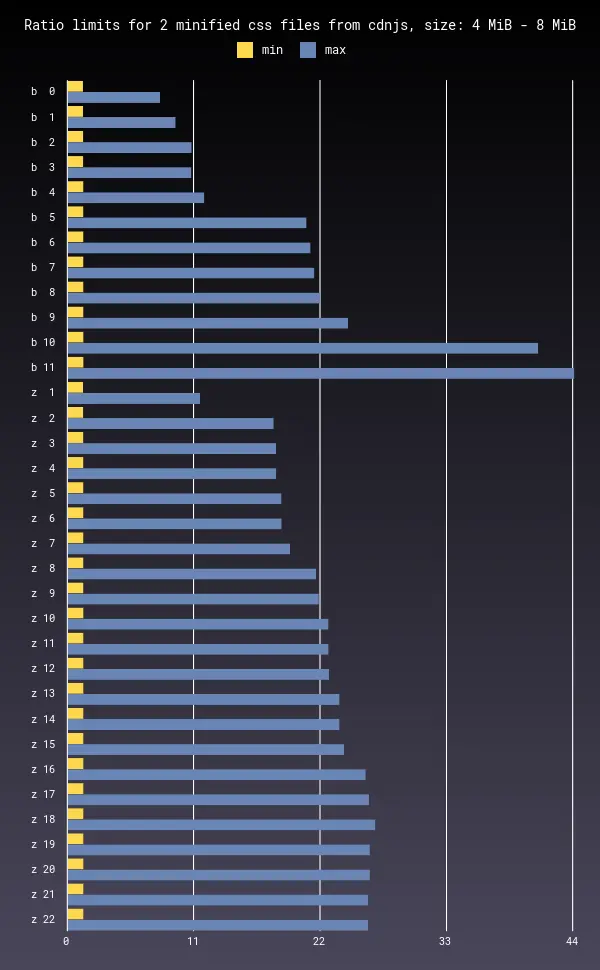 Ratio limits for 2 minified css files from cdnjs, size: 4 MiB - 8 MiB
min max
b 0
b 1
b 2
b 3
b 4
b 5
b 6
b 7
b 8
b 9
b 10
b 11
z 1
z 2
z 3
z 4
z 5
z 6
z 7
z 8
z 9
z 10
z 11
z 12
z 13
z 14
z 15
z 16
z 17
z 18
z 19
z 20
z 21
z 22
0 11 22 33 44